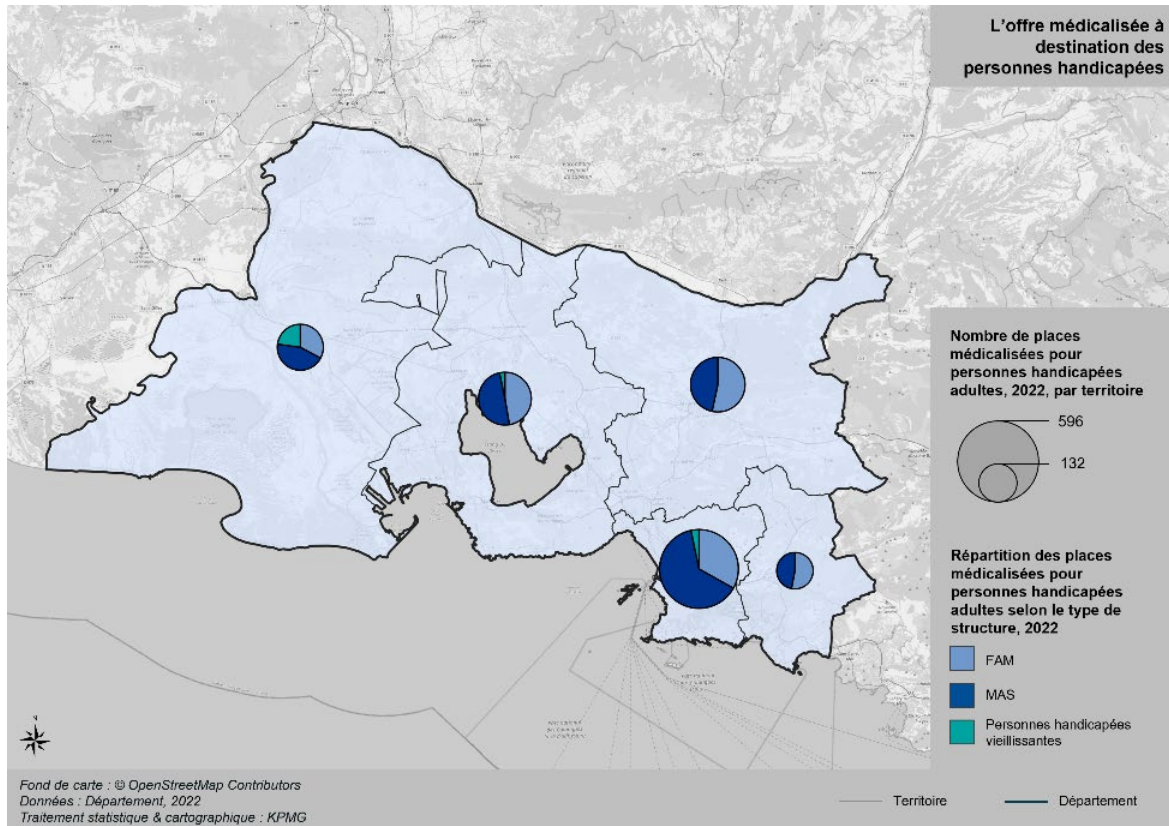 L'offre médicalisée à
destination des
personnes handicapées
Nombre de places
médicalisées pour
personnes handicapées
adultes, 2022, par territoire
596
132
Répartition des places
médicalisées pour
personnes handicapées
adultes selon le type de
structure, 2022
FAM
MAS
Personnes handicapées
vieillissantes
N
Fond de carte : © OpenStreetMap Contributors
Données : Département, 2022
Traitement statistique & cartographique : KPMG
Territoire
Département